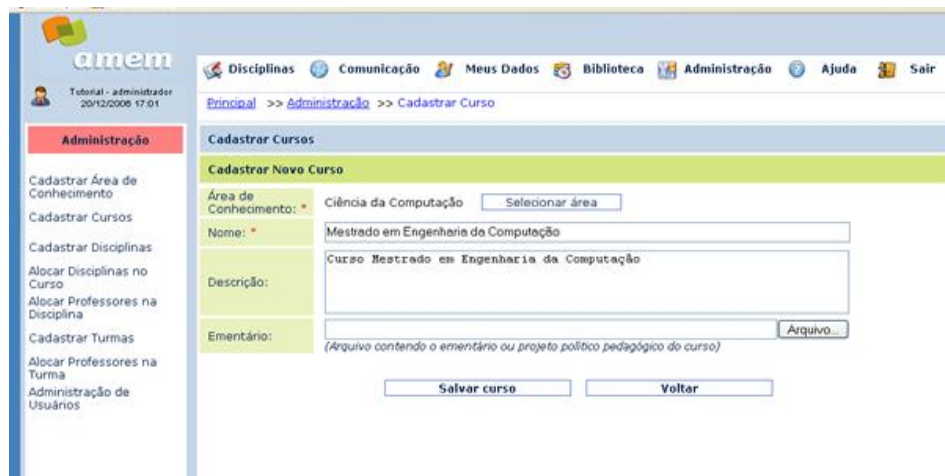 amem
Disciplinas Comunicação Meus Dados Biblioteca Administração Ajuda Sair
Tutorial - administrador
20/12/2006 17:01
Principal >> Administração >> Cadastrar Curso
Administração
Cadastrar Área de
Conhecimento
Cadastrar Cursos
Cadastrar Disciplinas
Alocar Disciplinas no
Curso
Alocar Professores na
Disciplina
Cadastrar Turmas
Alocar Professores na
Turma
Administração de
Usuários
Cadastrar Cursos
Cadastrar Novo Curso
Área de
Conhecimento: * Ciência da Computação Selecionar área
Nome: * Mestrado em Engenharia da Computação
Descrição: Curso Mestrado em Engenharia da Computação
Ementário: Arquivo...
(Arquivo contendo o ementário ou projeto político pedagógico do curso)
Salvar curso Voltar